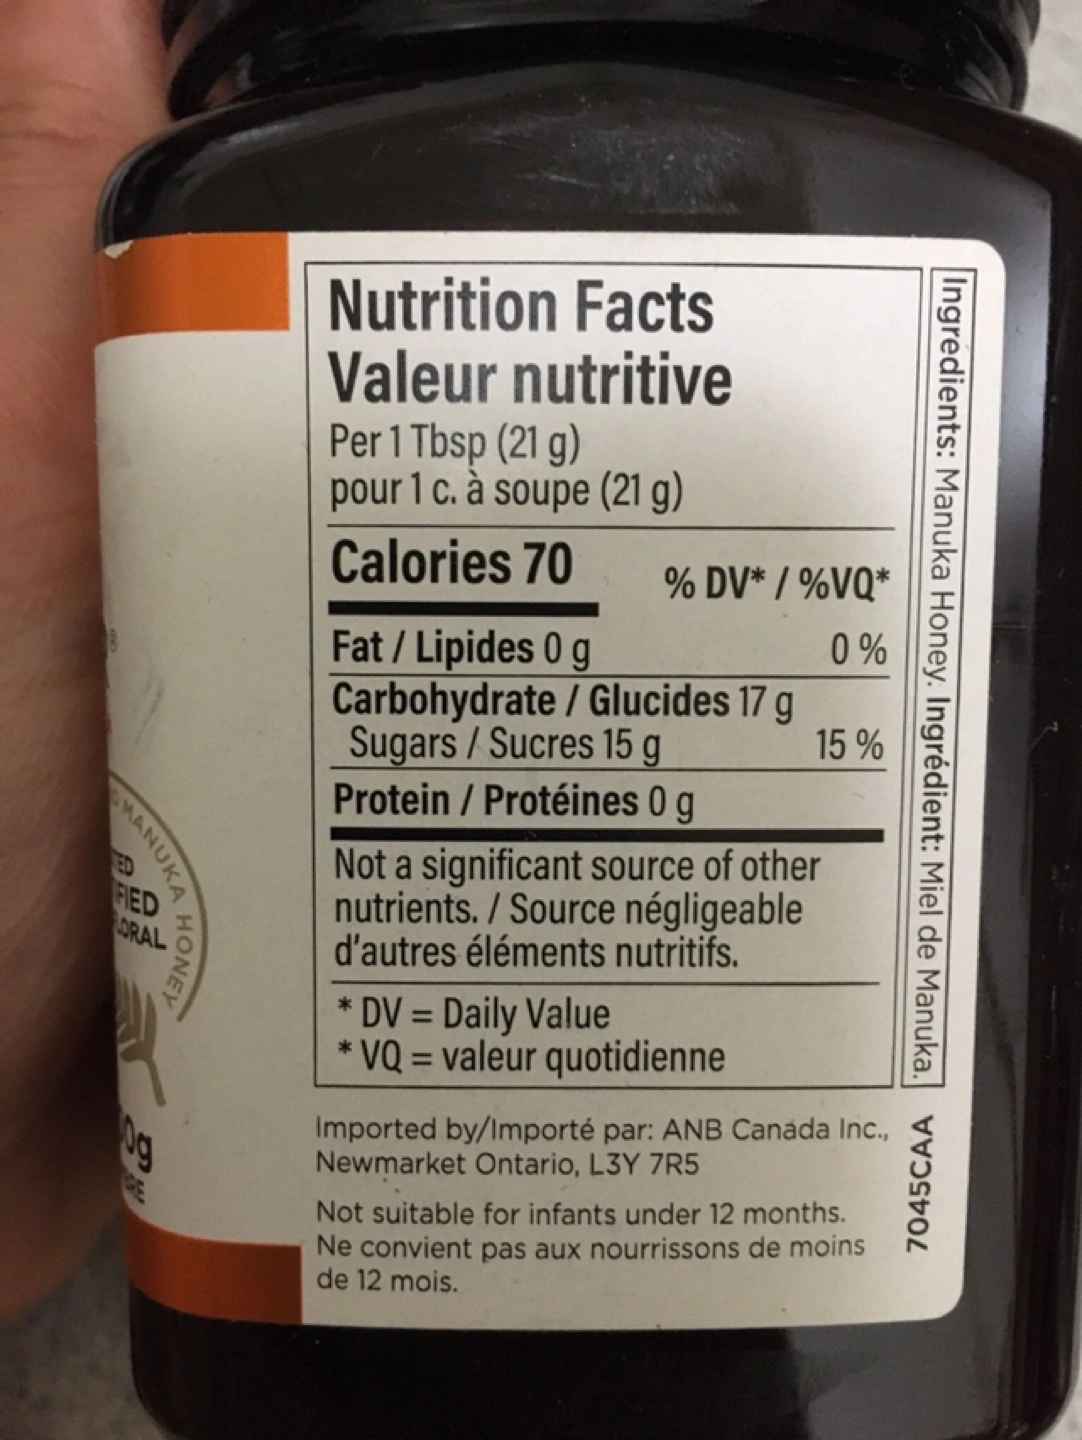 Nutrition Facts
Valeur nutritive
Per 1 Tbsp (21 g)
pour 1 c. à soupe (21 g)
Calories 70
% DV* / %VQ*
Fat / Lipides 0 g 0 %
Carbohydrate / Glucides 17 g
Sugars / Sucres 15 g 15 %
Protein / Protéines 0 g
Not a significant source of other
nutrients. / Source négligeable
d'autres éléments nutritifs.
* DV = Daily Value
* VQ = valeur quotidienne
Ingredients: Manuka Honey. Ingrédient: Miel de Manuka.
Imported by/Importé par: ANB Canada Inc.,
Newmarket Ontario, L3Y 7R5
Not suitable for infants under 12 months.
Ne convient pas aux nourrissons de moins
de 12 mois.
7045CAA
®
MANUKA HONEY